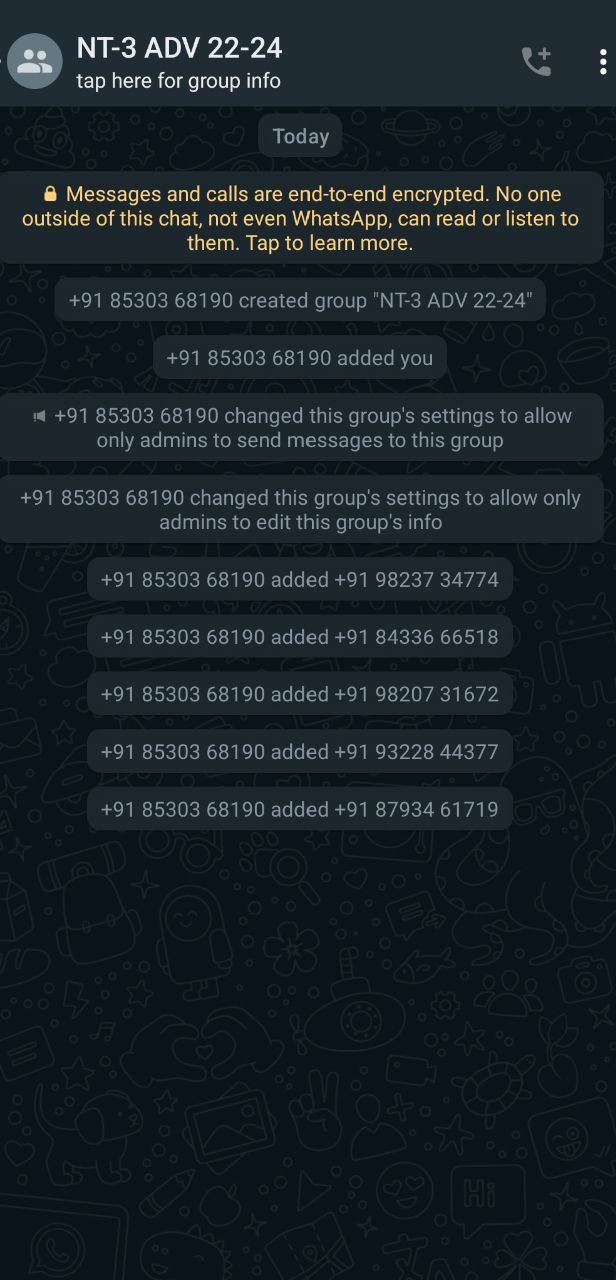 NT-3 ADV 22-24
tap here for group info
Today
Messages and calls are end-to-end encrypted. No one
outside of this chat, not even WhatsApp, can read or listen to
them. Tap to learn more.
+91 85303 68190 created group "NT-3 ADV 22-24"
+91 85303 68190 added you
+91 85303 68190 changed this group's settings to allow
only admins to send messages to this group
+91 85303 68190 changed this group's settings to allow only
admins to edit this group's info
+91 85303 68190 added +91 98237 34774
+91 85303 68190 added +91 84336 66518
+91 85303 68190 added +91 98207 31672
+91 85303 68190 added +91 93228 44377
+91 85303 68190 added +91 87934 61719
Hi